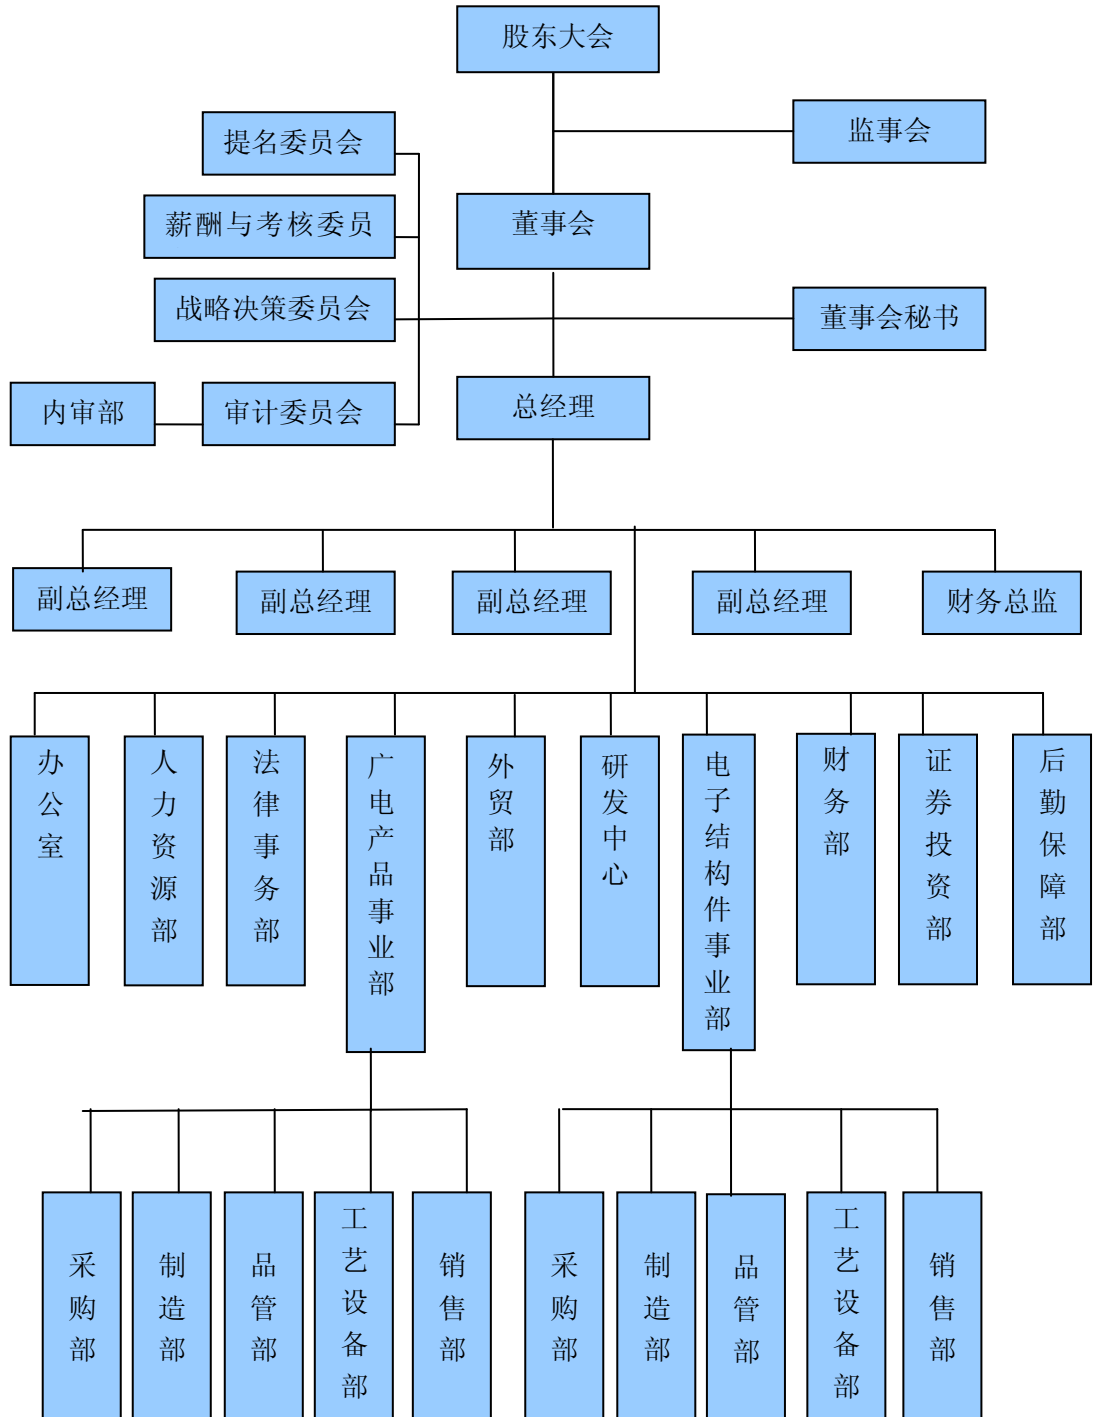 股东大会
监事会
提名委员会
薪酬与考核委员
董事会
战略决策委员会
董事会秘书
内审部
审计委员会
总经理
副总经理
副总经理
副总经理
副总经理
财务总监
办公室
人力资源部
法律事务部
广电产品事业部
外贸部
研发中心
电子结构件事业部
财务部
证券投资部
后勤保障部
采购部
制造部
品管部
工艺设备部
销售部
采购部
制造部
品管部
工艺设备部
销售部